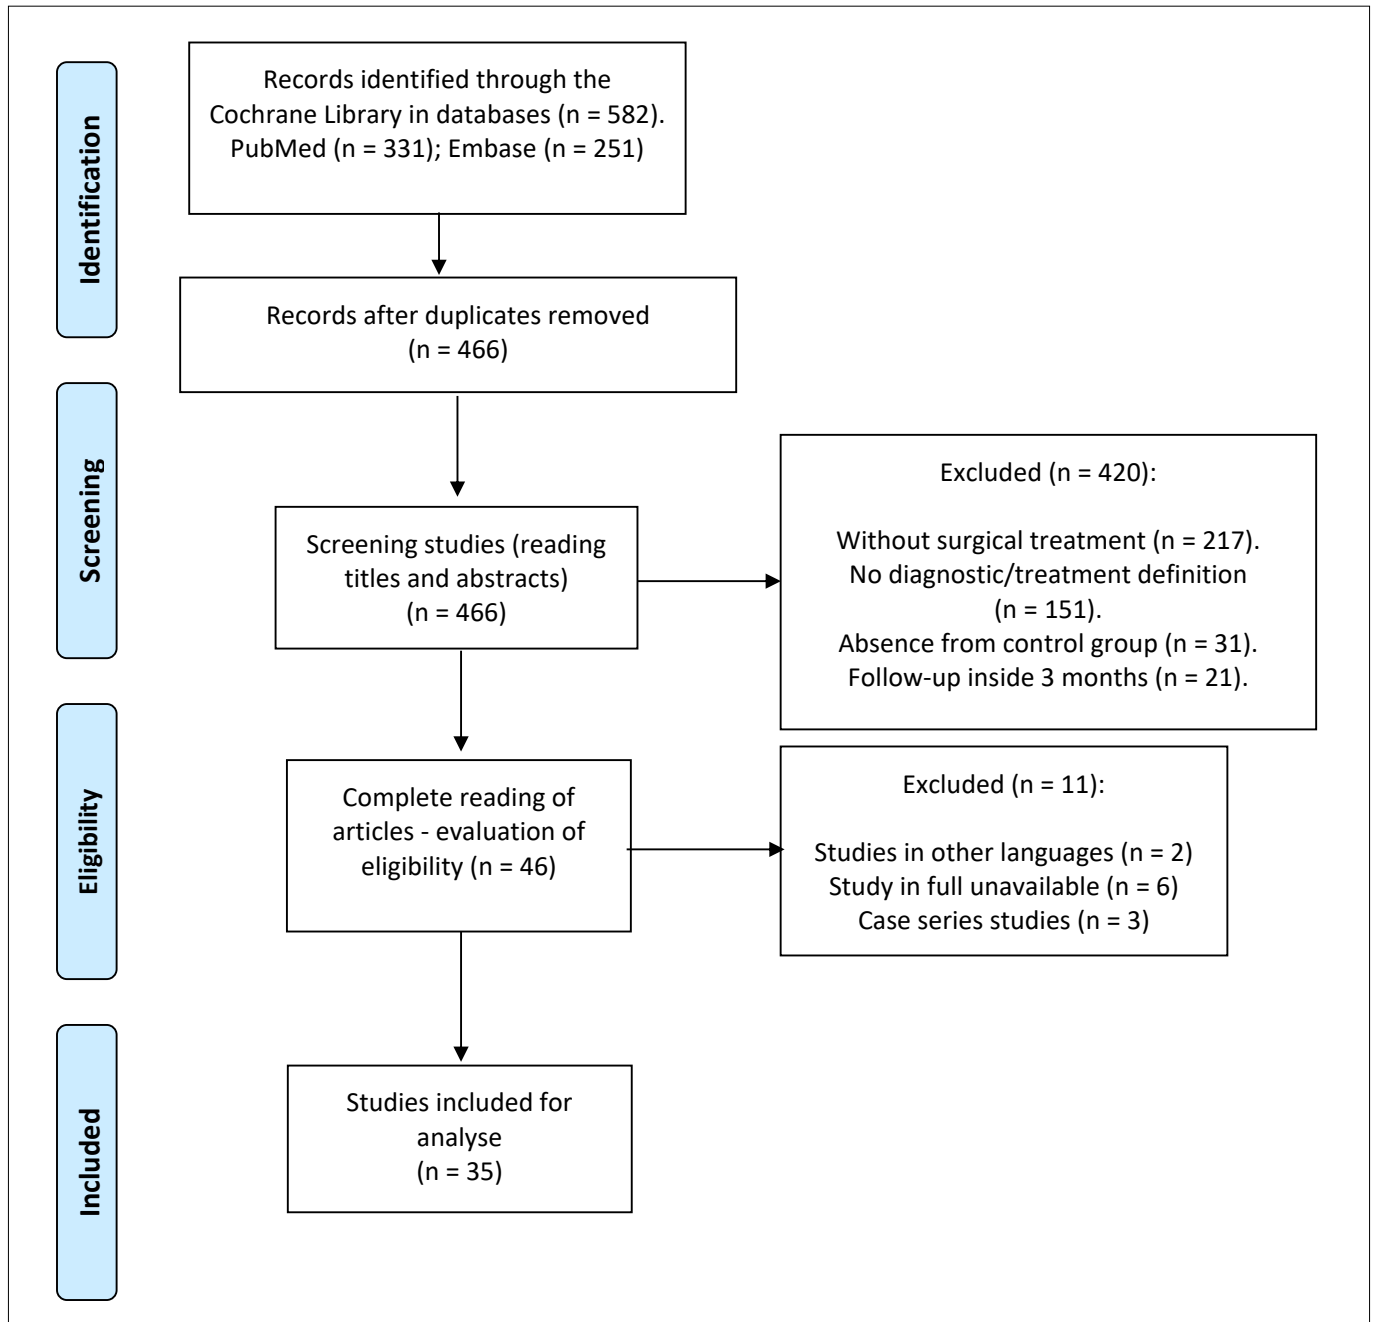 Identification
Records identified through the
Cochrane Library in databases (n = 582).
PubMed (n = 331); Embase (n = 251)
Records after duplicates removed
(n = 466)
Screening
Screening studies (reading
titles and abstracts)
(n = 466)
Excluded (n = 420):
Without surgical treatment (n = 217).
No diagnostic/treatment definition
(n = 151).
Absence from control group (n = 31).
Follow-up inside 3 months (n = 21).
Eligibility
Complete reading of
articles - evaluation of
eligibility (n = 46)
Excluded (n = 11):
Studies in other languages (n = 2)
Study in full unavailable (n = 6)
Case series studies (n = 3)
Included
Studies included for
analyse
(n = 35)